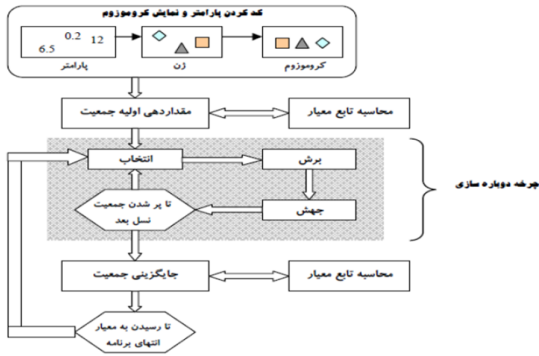 کد کردن پارامتر و نمایش کروموزوم
0.2
12
6.5
پارامتر
ژن
کروموزوم
مقداردهی اولیه جمعیت
محاسبه تابع معیار
انتخاب
برش
جهش
تا پر شدن جمعیت
نسل بعد
چرخه دوباره سازی
جایگزینی جمعیت
محاسبه تابع معیار
تا رسیدن به معیار
انتهای برنامه